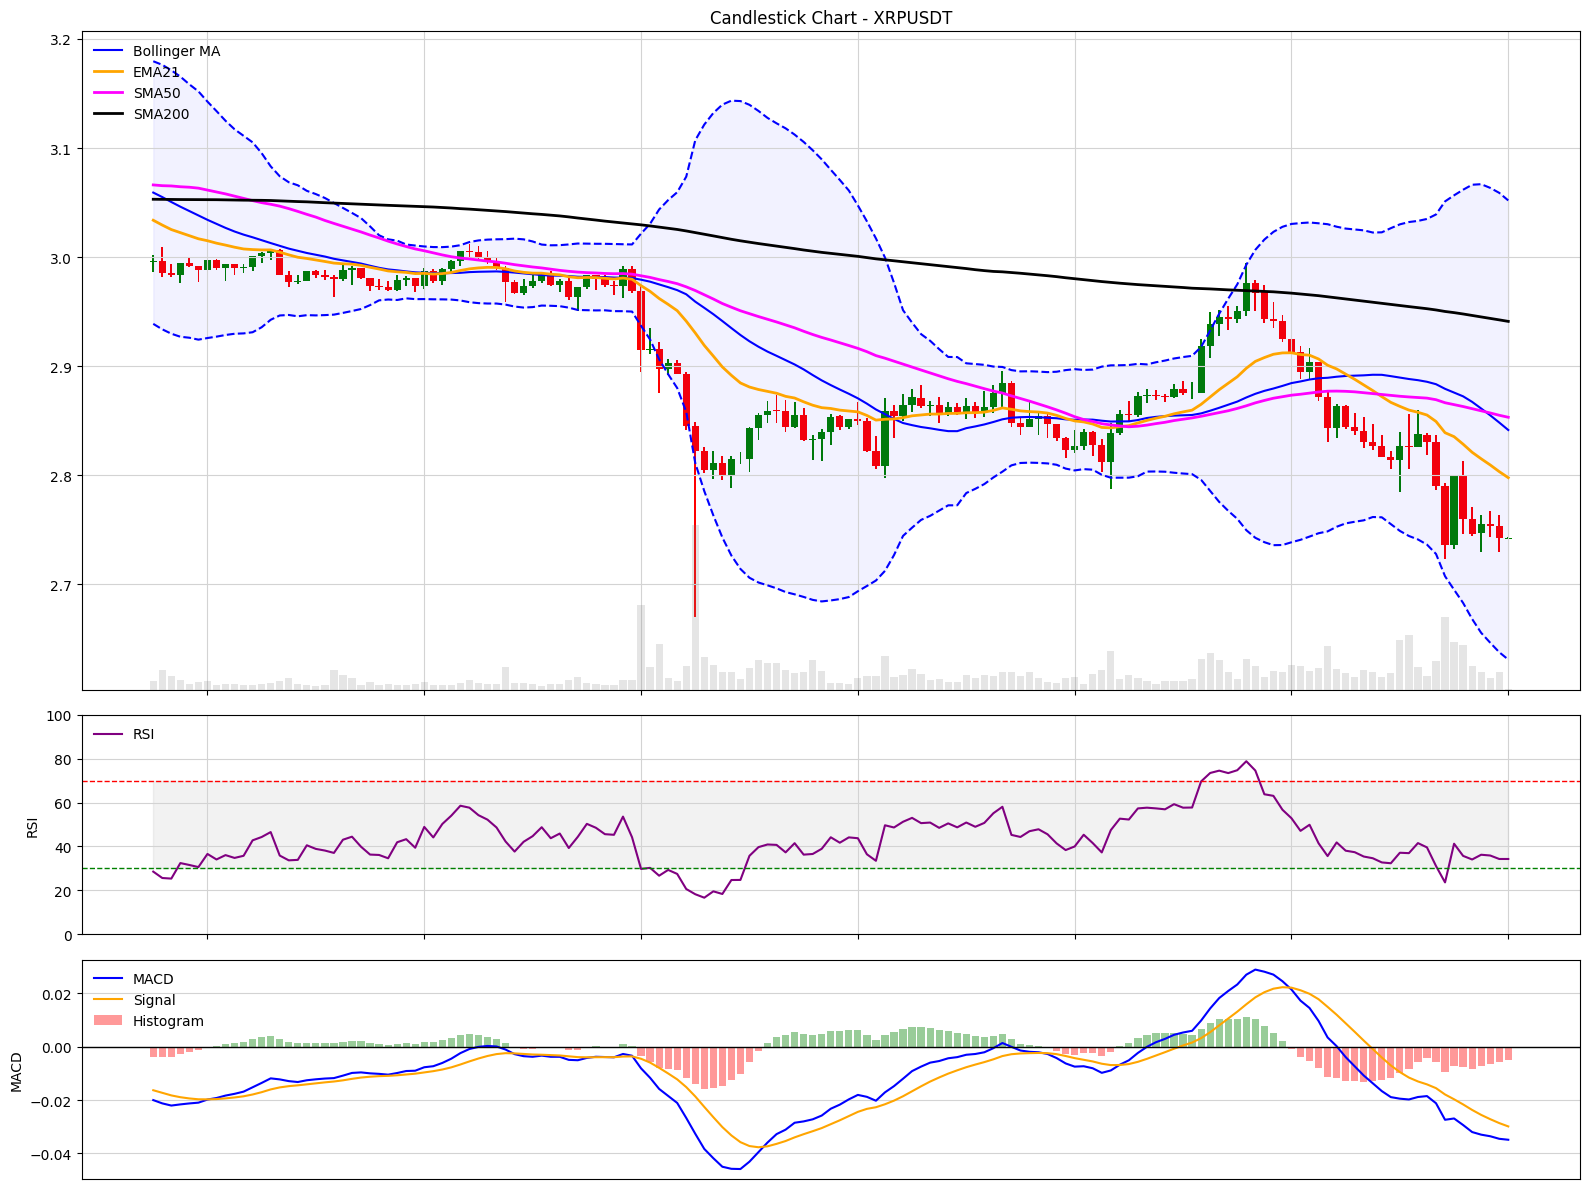 Candlestick Chart - XRPUSDT
3.2
3.1
3.0
2.9
2.8
2.7
Bollinger MA
EMA21
SMA50
SMA200
100
80
60
40
20
0
RSI
RSI
0.02
0.00
−0.02
−0.04
MACD
MACD
Signal
Histogram